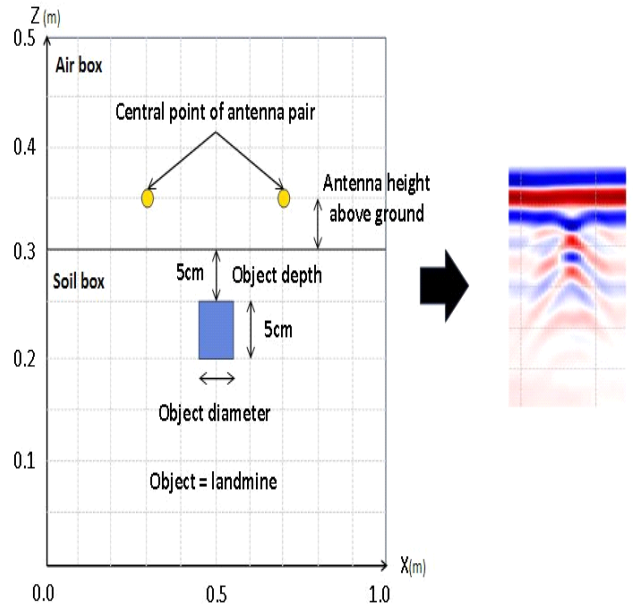 Z (m)
0.5
Air box
Central point of antenna pair
0.4
Antenna height
above ground
0.3
5cm
Object depth
Soil box
5cm
0.2
Object diameter
0.1
Object = landmine
X(m)
0.0
0.5
1.0